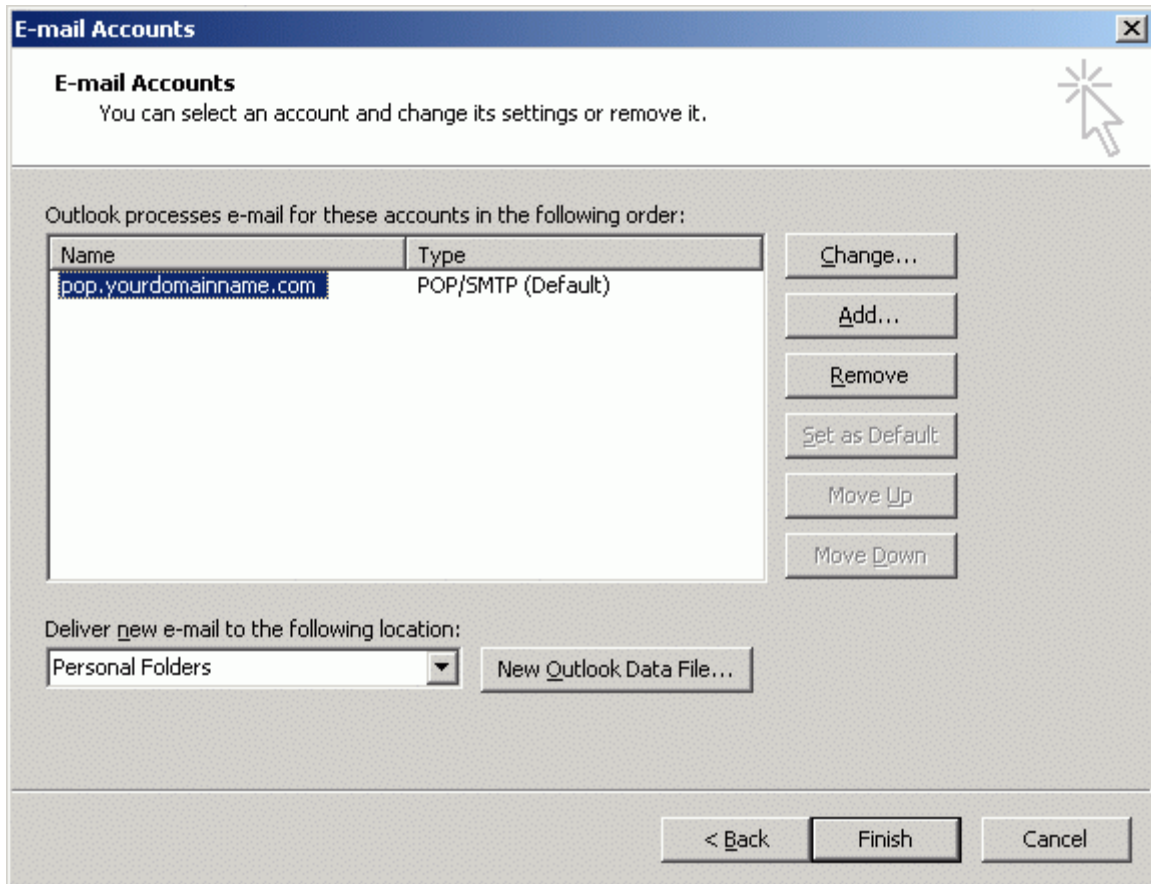 E-mail Accounts
E-mail Accounts
You can select an account and change its settings or remove it.
Outlook processes e-mail for these accounts in the following order:
Name Type
pop.yourdomainname.com POP/SMTP (Default)
Change...
Add...
Remove
Set as Default
Move Up
Move Down
Deliver new e-mail to the following location:
Personal Folders New Outlook Data File...
< Back Finish Cancel